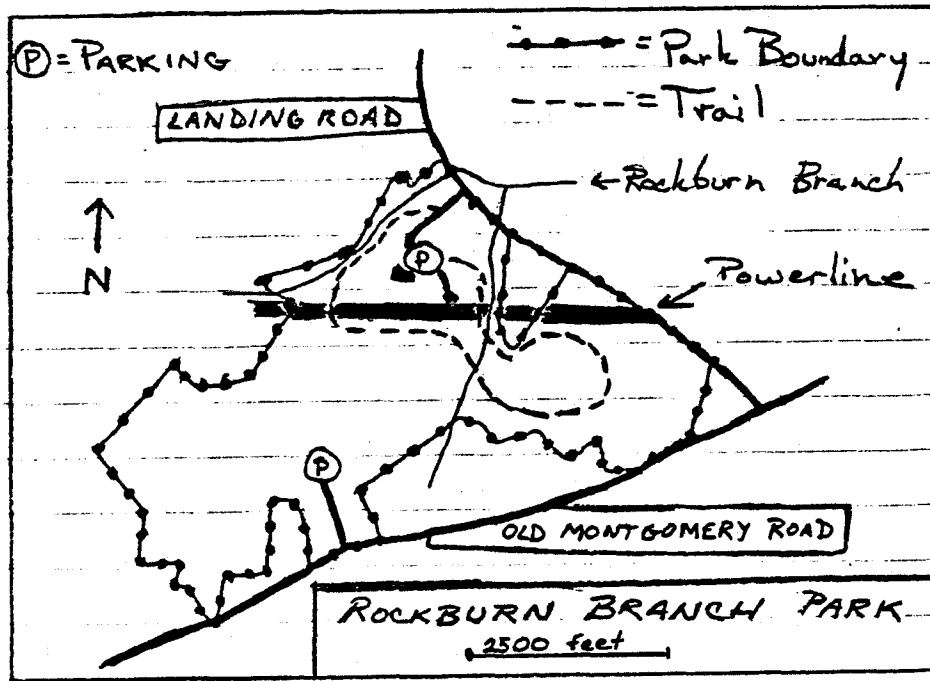 Ⓟ = PARKING
= Park Boundary
= Trail
LANDING ROAD
←Rockburn Branch
N
P
Powerline
P
OLD MONTGOMERY ROAD
ROCKBURN BRANCH PARK
2500 feet